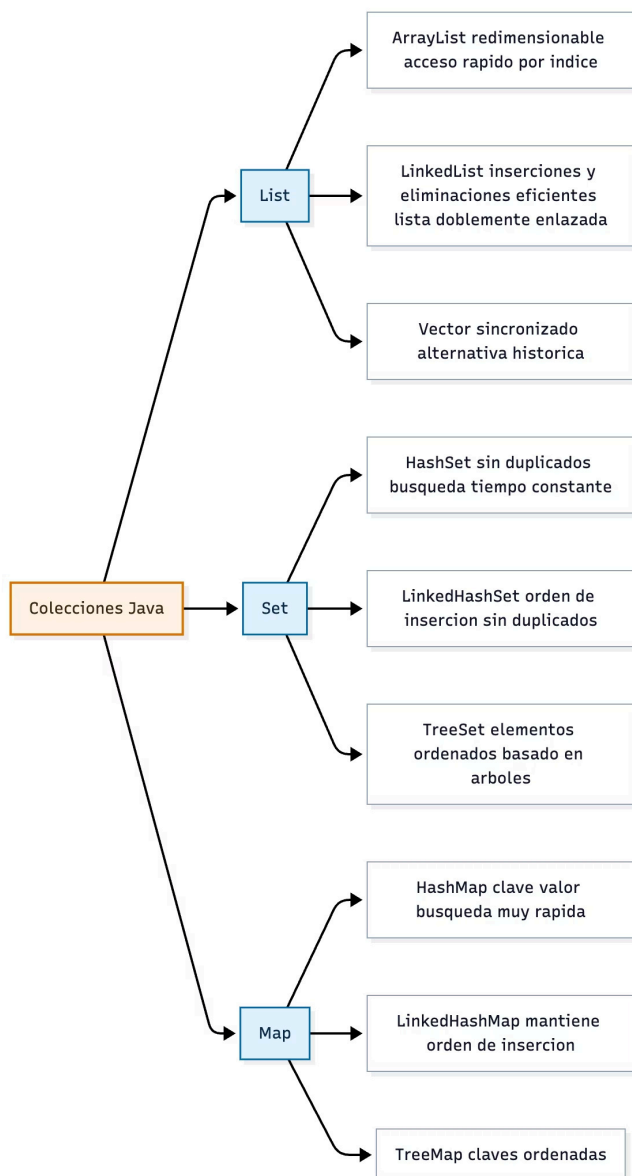 ArrayList redimensionable
acceso rapido por indice
LinkedList inserciones y
eliminaciones eficientes
lista doblemente enlazada
List
Vector sincronizado
alternativa historica
HashSet sin duplicados
busqueda tiempo constante
Colecciones Java
Set
LinkedHashSet orden de
insercion sin duplicados
TreeSet elementos
ordenados basado en
arboles
HashMap clave valor
busqueda muy rapida
Map
LinkedHashMap mantiene
orden de insercion
TreeMap claves ordenadas